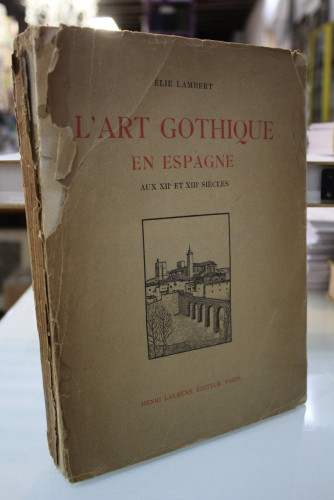 ÉLIE LAMBERT
L'ART GOTHIQUE
EN ESPAGNE
AUX XIIe ET XIIIe SIÈCLES
HENRI LAURENS, ÉDITEUR, PARIS